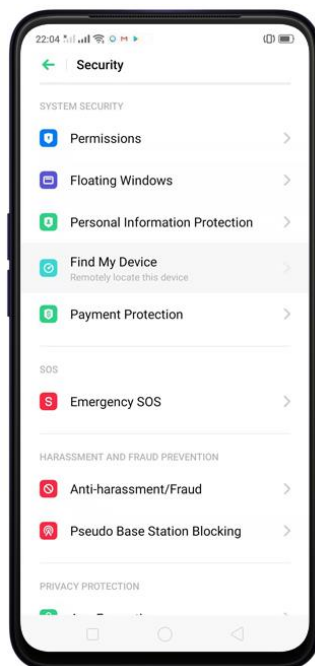 22:04
Security
SYSTEM SECURITY
Permissions
Floating Windows
Personal Information Protection
Find My Device
Remotely locate this device
Payment Protection
SOS
S Emergency SOS
HARASSMENT AND FRAUD PREVENTION
Anti-harassment/Fraud
Pseudo Base Station Blocking
PRIVACY PROTECTION